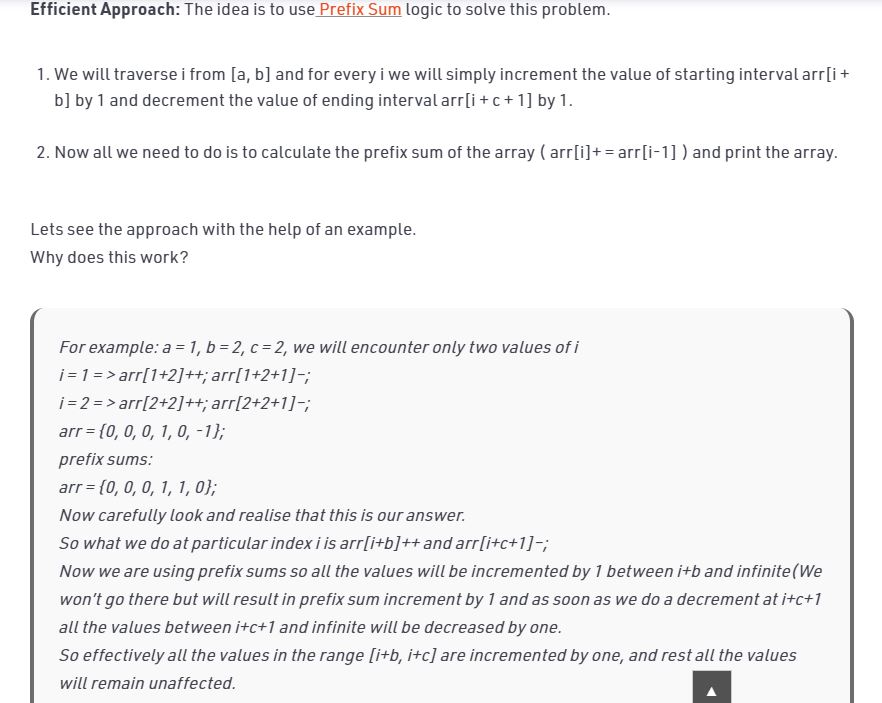 Efficient Approach: The idea is to use Prefix Sum logic to solve this problem.
1. We will traverse i from [a, b] and for every i we will simply increment the value of starting interval arr[i +
b] by 1 and decrement the value of ending interval arr[i + c + 1] by 1.
2. Now all we need to do is to calculate the prefix sum of the array ( arr[i]+ = arr[i-1] ) and print the array.
Lets see the approach with the help of an example.
Why does this work?
For example: a = 1, b = 2, c = 2, we will encounter only two values of i
i = 1 = > arr[1+2]++; arr[1+2+1]–;
i = 2 = > arr[2+2]++; arr[2+2+1]–;
arr = {0, 0, 0, 1, 0, -1};
prefix sums:
arr = {0, 0, 0, 1, 1, 0};
Now carefully look and realise that this is our answer.
So what we do at particular index i is arr[i+b]++ and arr[i+c+1]–;
Now we are using prefix sums so all the values will be incremented by 1 between i+b and infinite(We
won't go there but will result in prefix sum increment by 1 and as soon as we do a decrement at i+c+1
all the values between i+c+1 and infinite will be decreased by one.
So effectively all the values in the range [i+b, i+c] are incremented by one, and rest all the values
will remain unaffected.